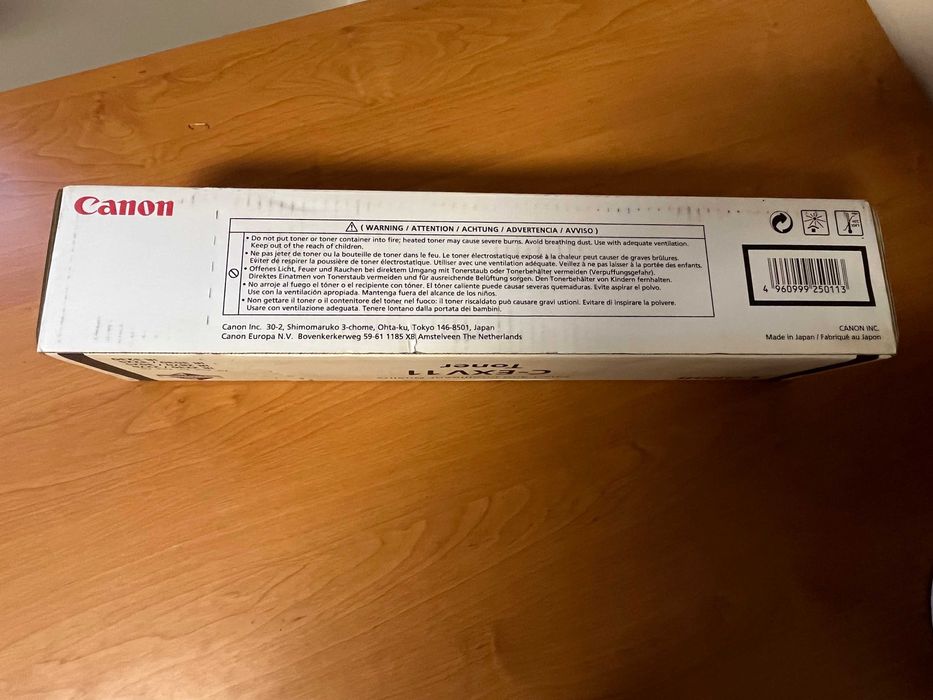 Canon
( WARNING / ATTENTION / ACHTUNG / ADVERTENCIA / AVVISO )
• Do not put toner or toner container into fire; heated toner may cause severe burns. Avoid breathing dust. Use with adequate ventilation.
Keep out of the reach of children.
• Ne pas jeter de toner ou la bouteille de toner dans le feu. Le toner électrostatique exposé à la chaleur peut causer de graves brûlures.
Eviter de respirer la poussière de toner électrostatique. Utiliser avec une ventilation adéquate. Veillez à ne pas laisser à la portée des enfants.
• Offenes Licht, Feuer und Rauchen bei direktem Umgang mit Tonerstaub oder Tonerbehälter vermeiden (Verpuffungsgefahr).
Direktes Einatmen von Tonerstaub vermeiden und für ausreichende Belüftung sorgen. Den Tonerbehälter von Kindern fernhalten.
• No arroje al fuego el tóner o el recipiente con tóner. El tóner caliente puede causar severas quemaduras. Evite aspirar el polvo.
Use con la ventilación apropiada. Mantenga fuera del alcance de los niños.
• Non gettare il toner o il contenitore del toner nel fuoco: il toner riscaldato può causare gravi ustioni. Evitare di inspirare la polvere.
Usare con ventilazione adeguata. Tenere lontano dalla portata dei bambini.
4 960999 250113
Canon Inc. 30-2, Shimomaruko 3-chome, Ohta-ku, Tokyo 146-8501, Japan
Canon Europa N.V. Bovenkerkerweg 59-61 1185 XB Amstelveen The Netherlands
CANON INC.
Made in Japan / Fabriqué au Japon
C-EXV 11
Toner